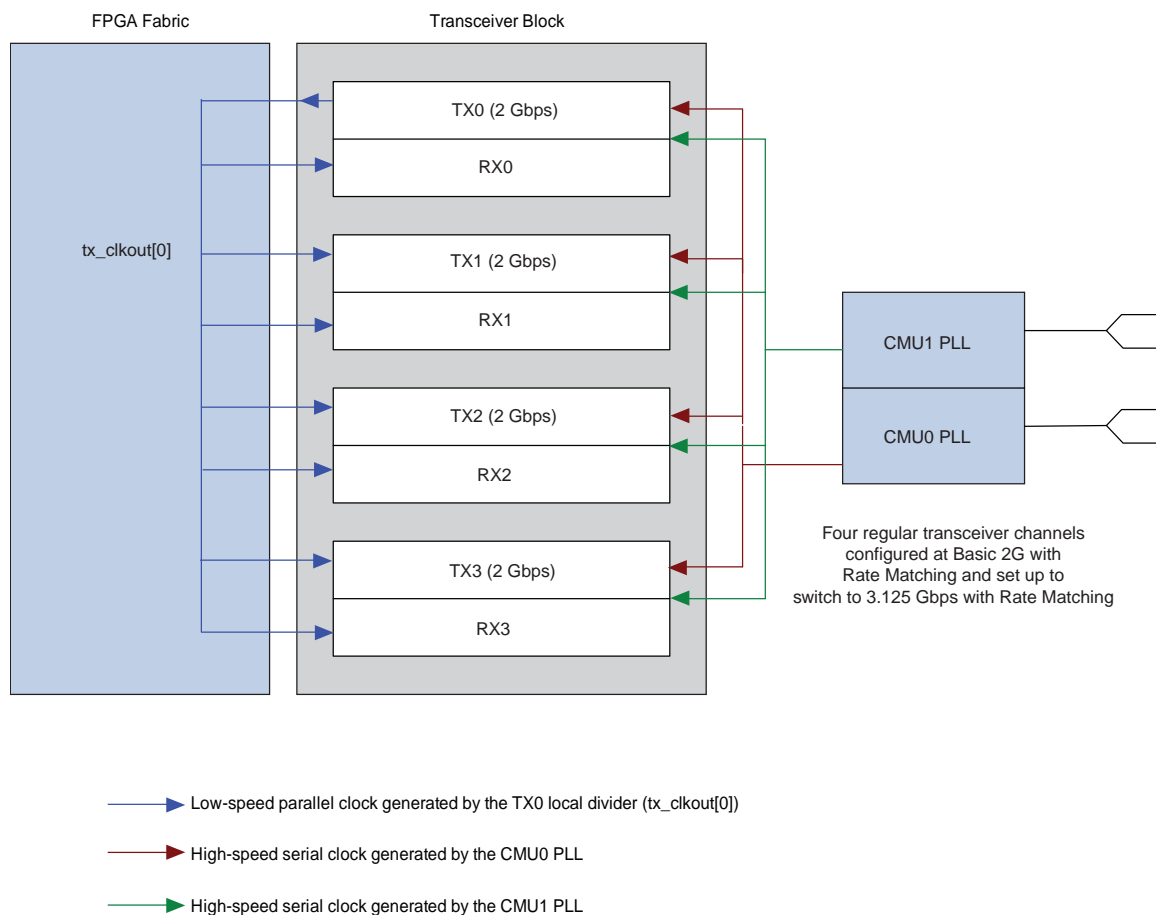 FPGA Fabric
Transceiver Block
TX0 (2 Gbps)
RX0
tx_clkout[0]
TX1 (2 Gbps)
RX1
TX2 (2 Gbps)
RX2
TX3 (2 Gbps)
RX3
CMU1 PLL
CMU0 PLL
Four regular transceiver channels
configured at Basic 2G with
Rate Matching and set up to
switch to 3.125 Gbps with Rate Matching
Low-speed parallel clock generated by the TX0 local divider (tx_clkout[0])
High-speed serial clock generated by the CMU0 PLL
High-speed serial clock generated by the CMU1 PLL